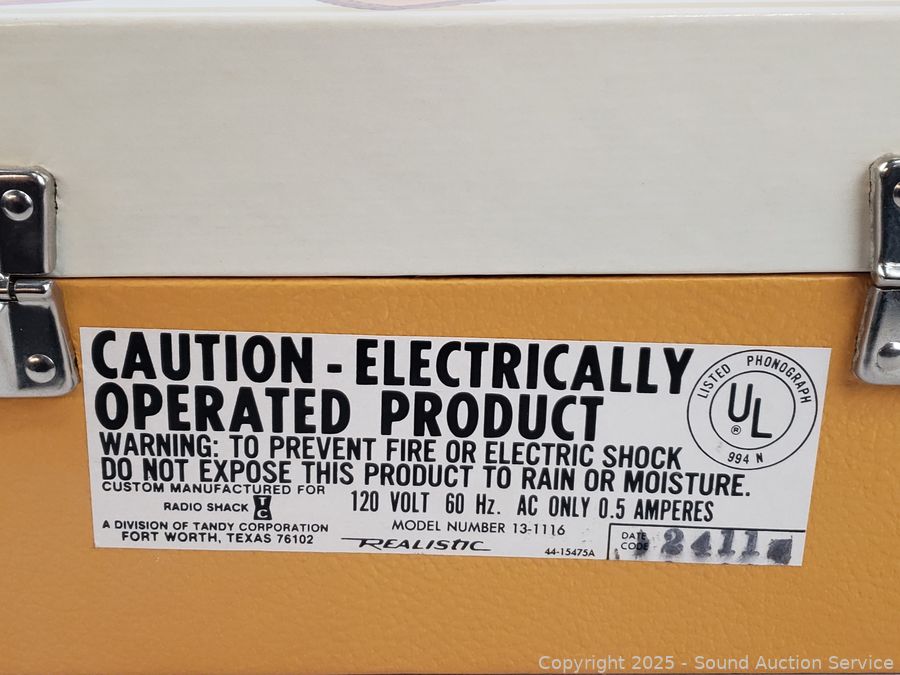 CAUTION - ELECTRICALLY
OPERATED PRODUCT
WARNING: TO PREVENT FIRE OR ELECTRIC SHOCK
DO NOT EXPOSE THIS PRODUCT TO RAIN OR MOISTURE.
CUSTOM MANUFACTURED FOR
RADIO SHACK TC
A DIVISION OF TANDY CORPORATION
FORT WORTH, TEXAS 76102
120 VOLT 60 Hz. AC ONLY 0.5 AMPERES
MODEL NUMBER 13-1116
REALISTIC
44-15475A
LISTED PHONOGRAPH
UL
®
994 N
DATE
CODE
Copyright © 2025 - Sound Auction Service